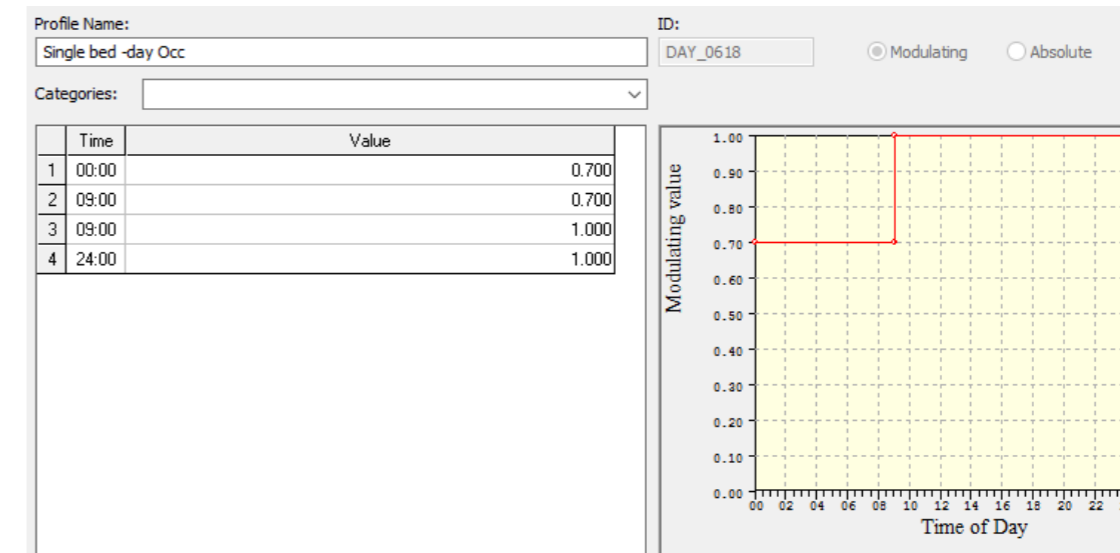 Profile Name: ID:
Single bed -day Occ DAY_0618 Modulating Absolute
Categories:
Time Value
1 00:00 0.700
2 09:00 0.700
3 09:00 1.000
4 24:00 1.000
Modulating value
1.00
0.90
0.80
0.70
0.60
0.50
0.40
0.30
0.20
0.10
0.00
00 02 04 06 08 10 12 14 16 18 20 22
Time of Day